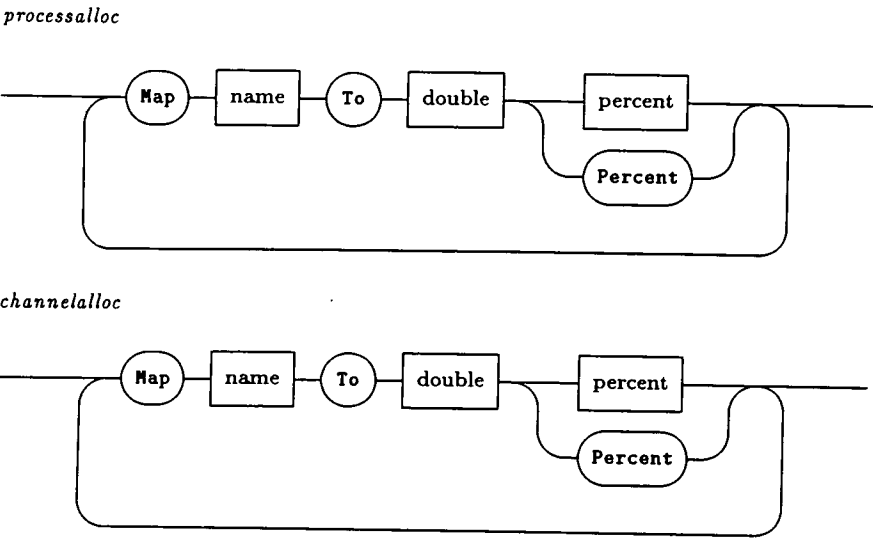 processalloc
Map name To double percent
Percent
channelalloc
Map name To double percent
Percent